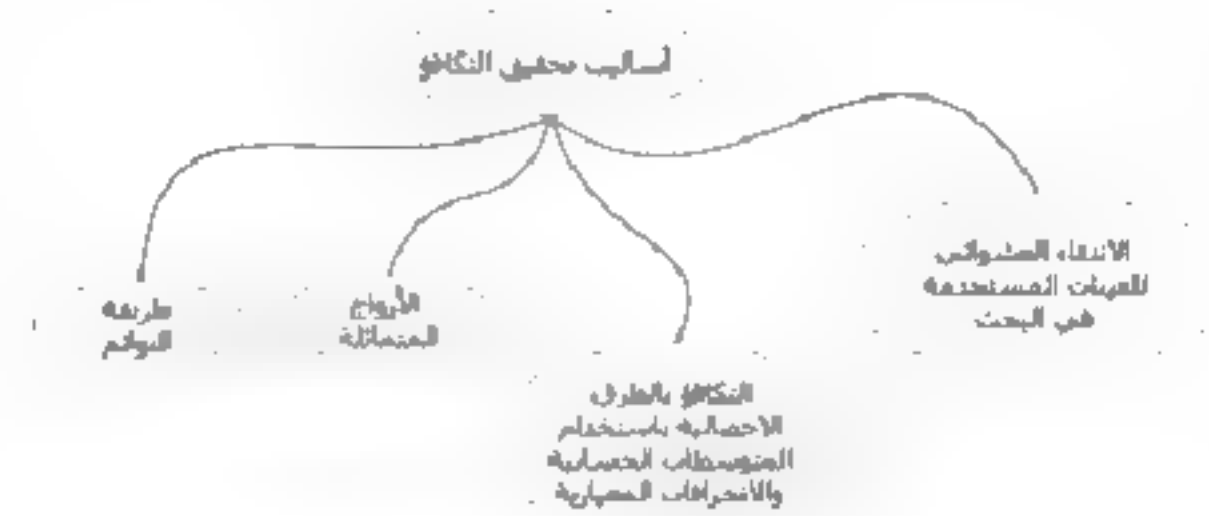 أساليب تحقيق التكافؤ
الانتقاء العشوائي
للعينات المستخدمة
في البحث
التكافؤ بالطرق
الاحصائية باستخدام
المتوسطات الحسابية
والانحرافات المعيارية
الأزواج
المتماثلة
طريقة
التوائم